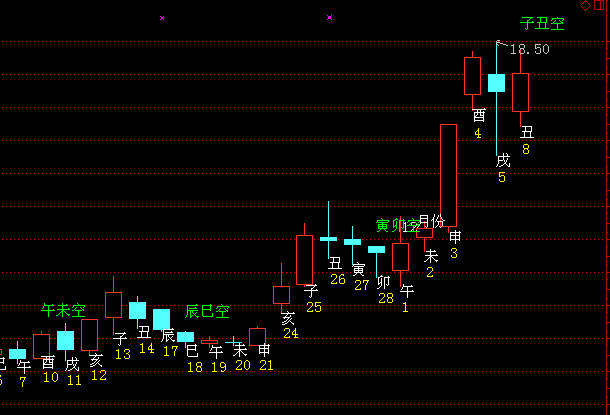 子丑空
18.50
酉
4
丑
8
戌
5
寅卯空
12月份
申
3
未
2
丑
26
寅
27
卯
28
午
1
子
25
亥
24
午未空
辰巳空
子
13
丑
14
辰
17
巳
18
午
19
未
20
申
21
午
7
酉
10
戌
11
亥
12